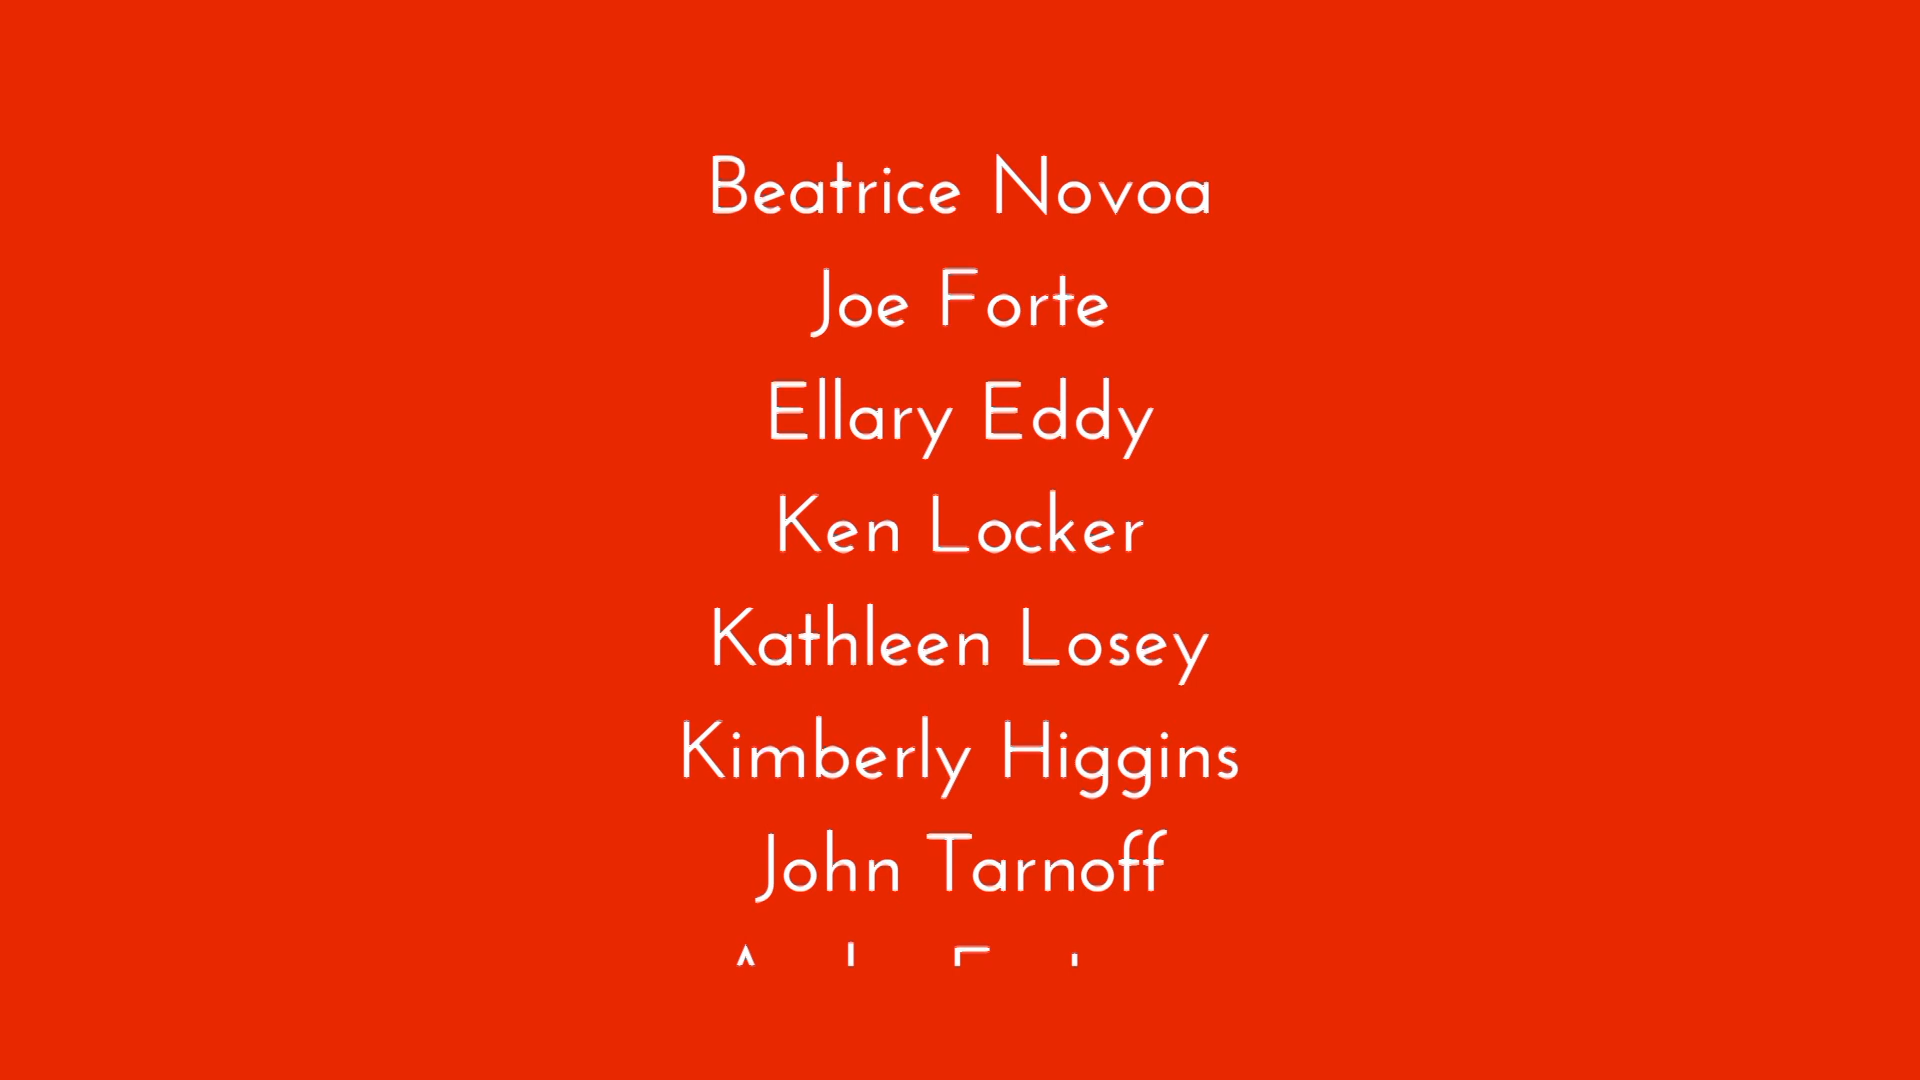 Beatrice Novoa
Joe Forte
Ellary Eddy
Ken Locker
Kathleen Losey
Kimberly Higgins
John Tarnoff